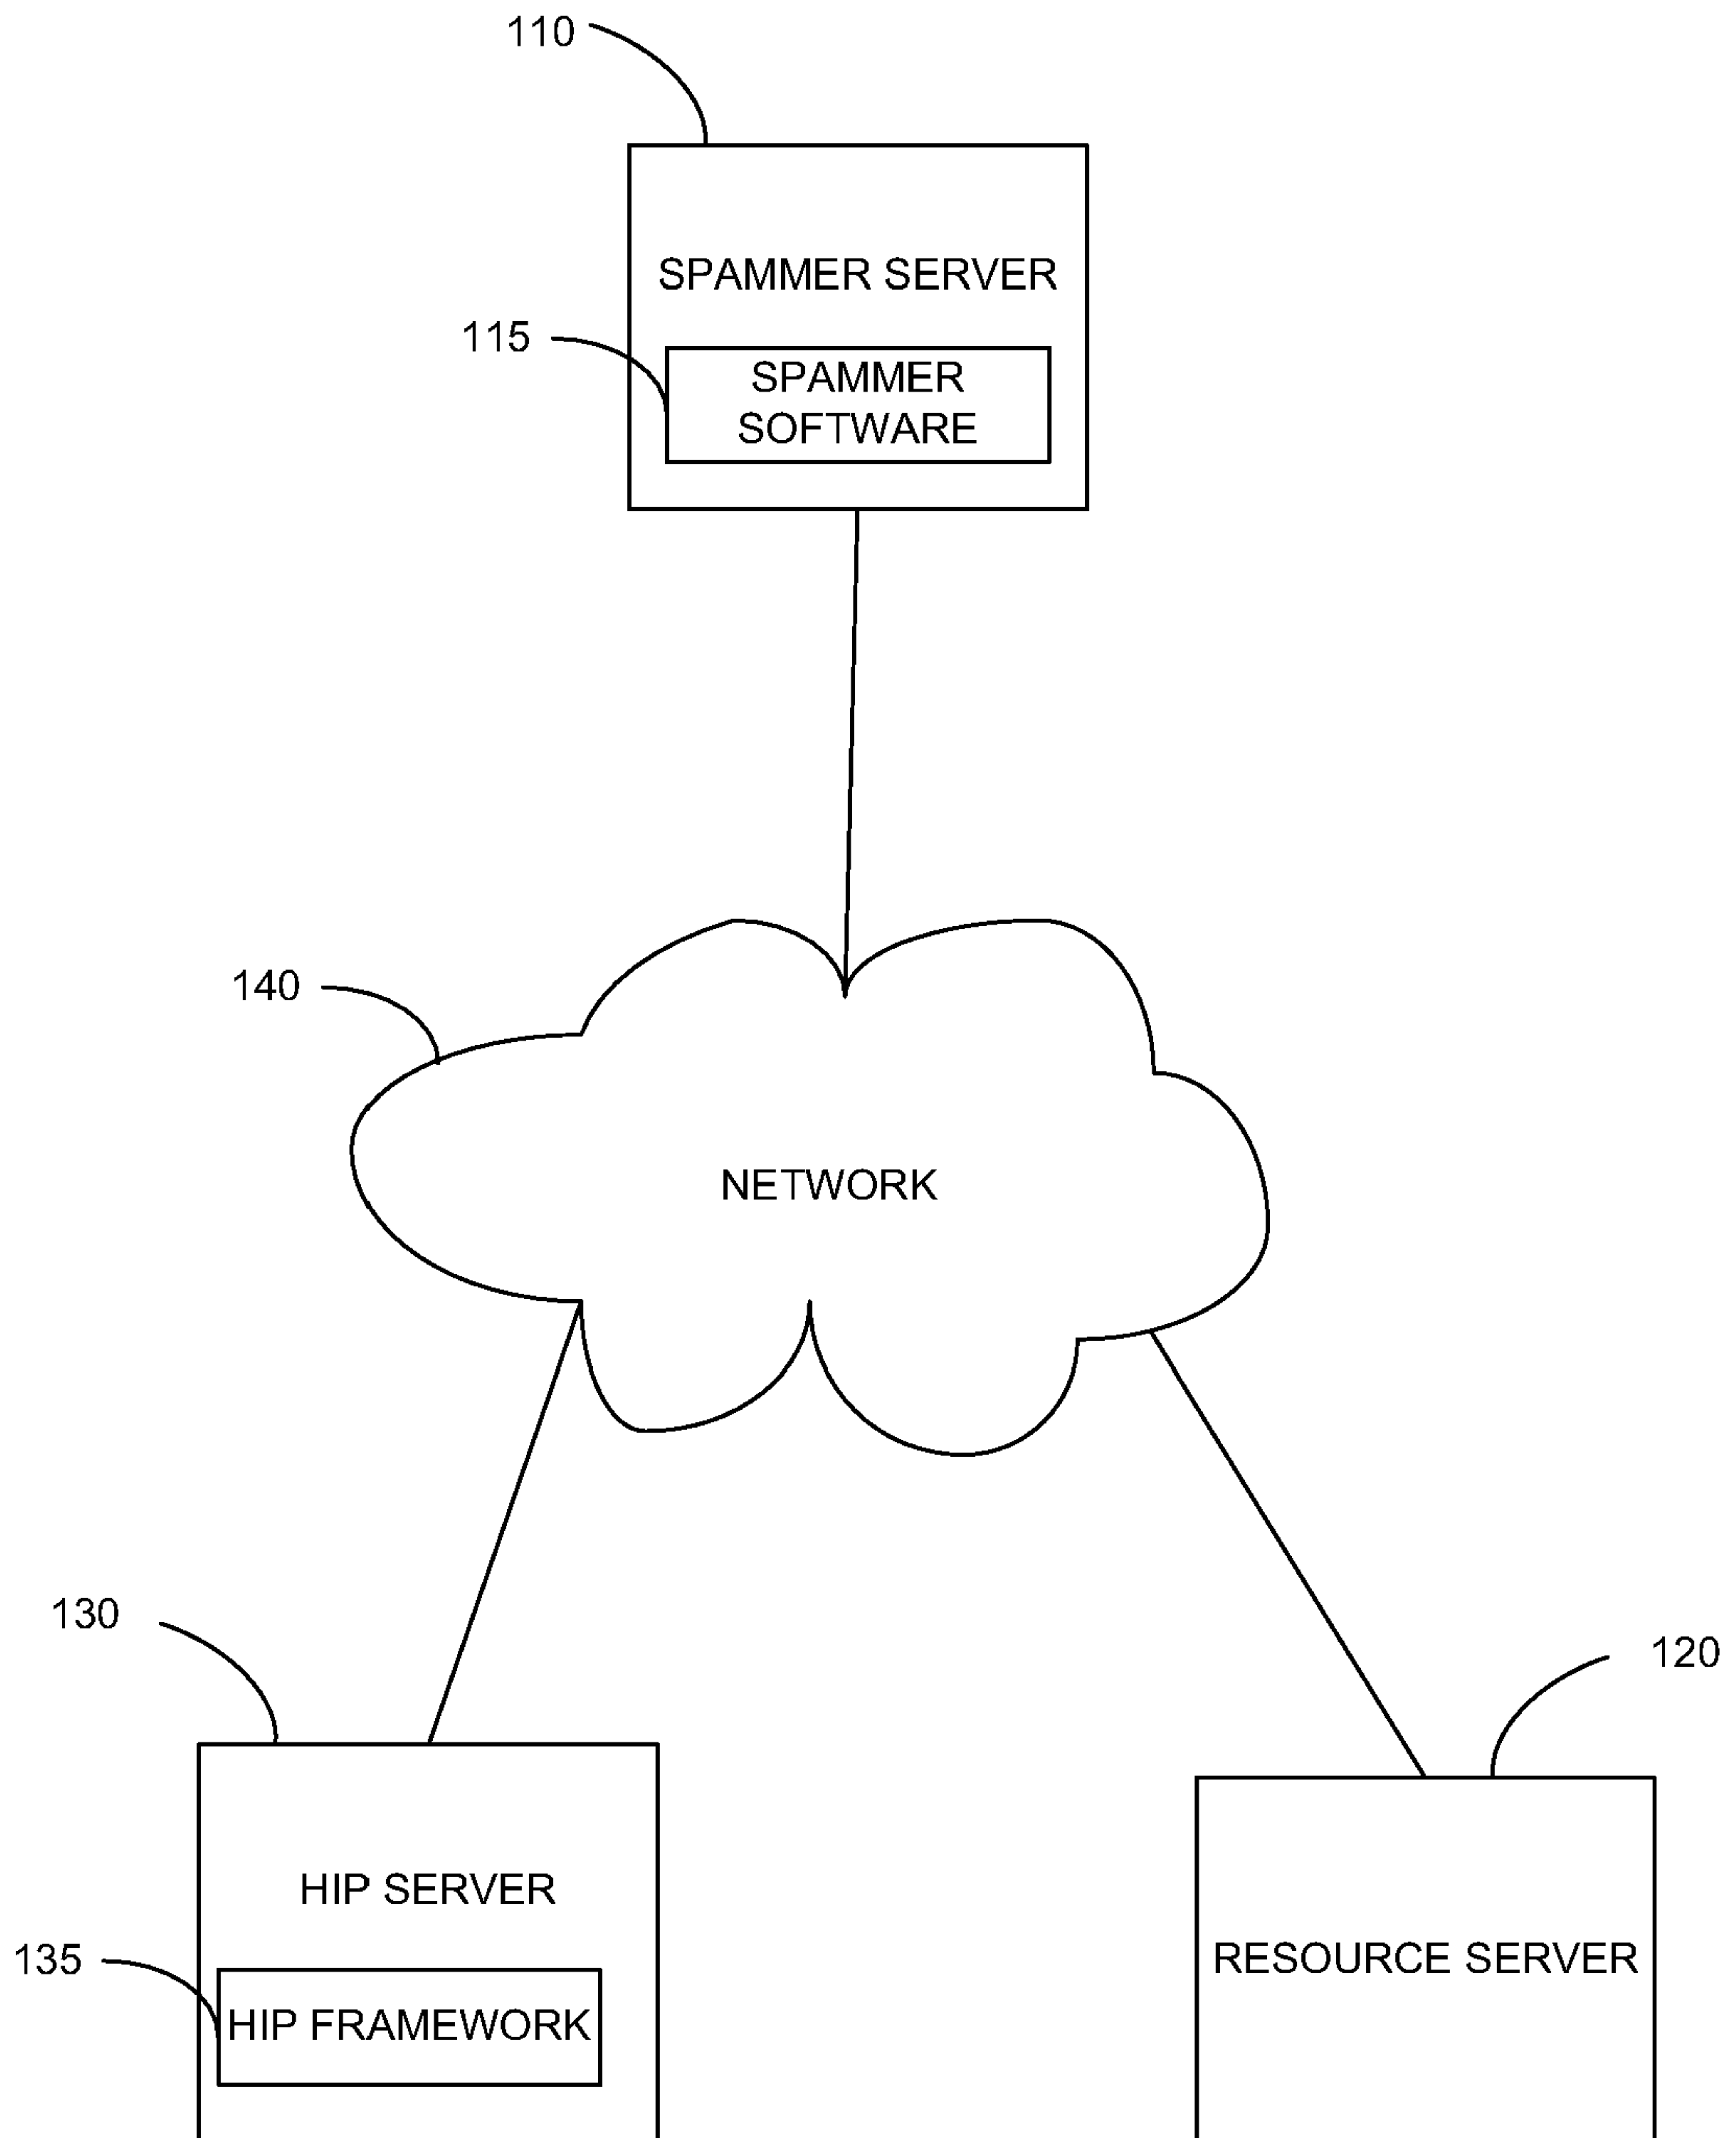 110
SPAMMER SERVER
115
SPAMMER
SOFTWARE
140
NETWORK
130
120
HIP SERVER
135
HIP FRAMEWORK
RESOURCE SERVER